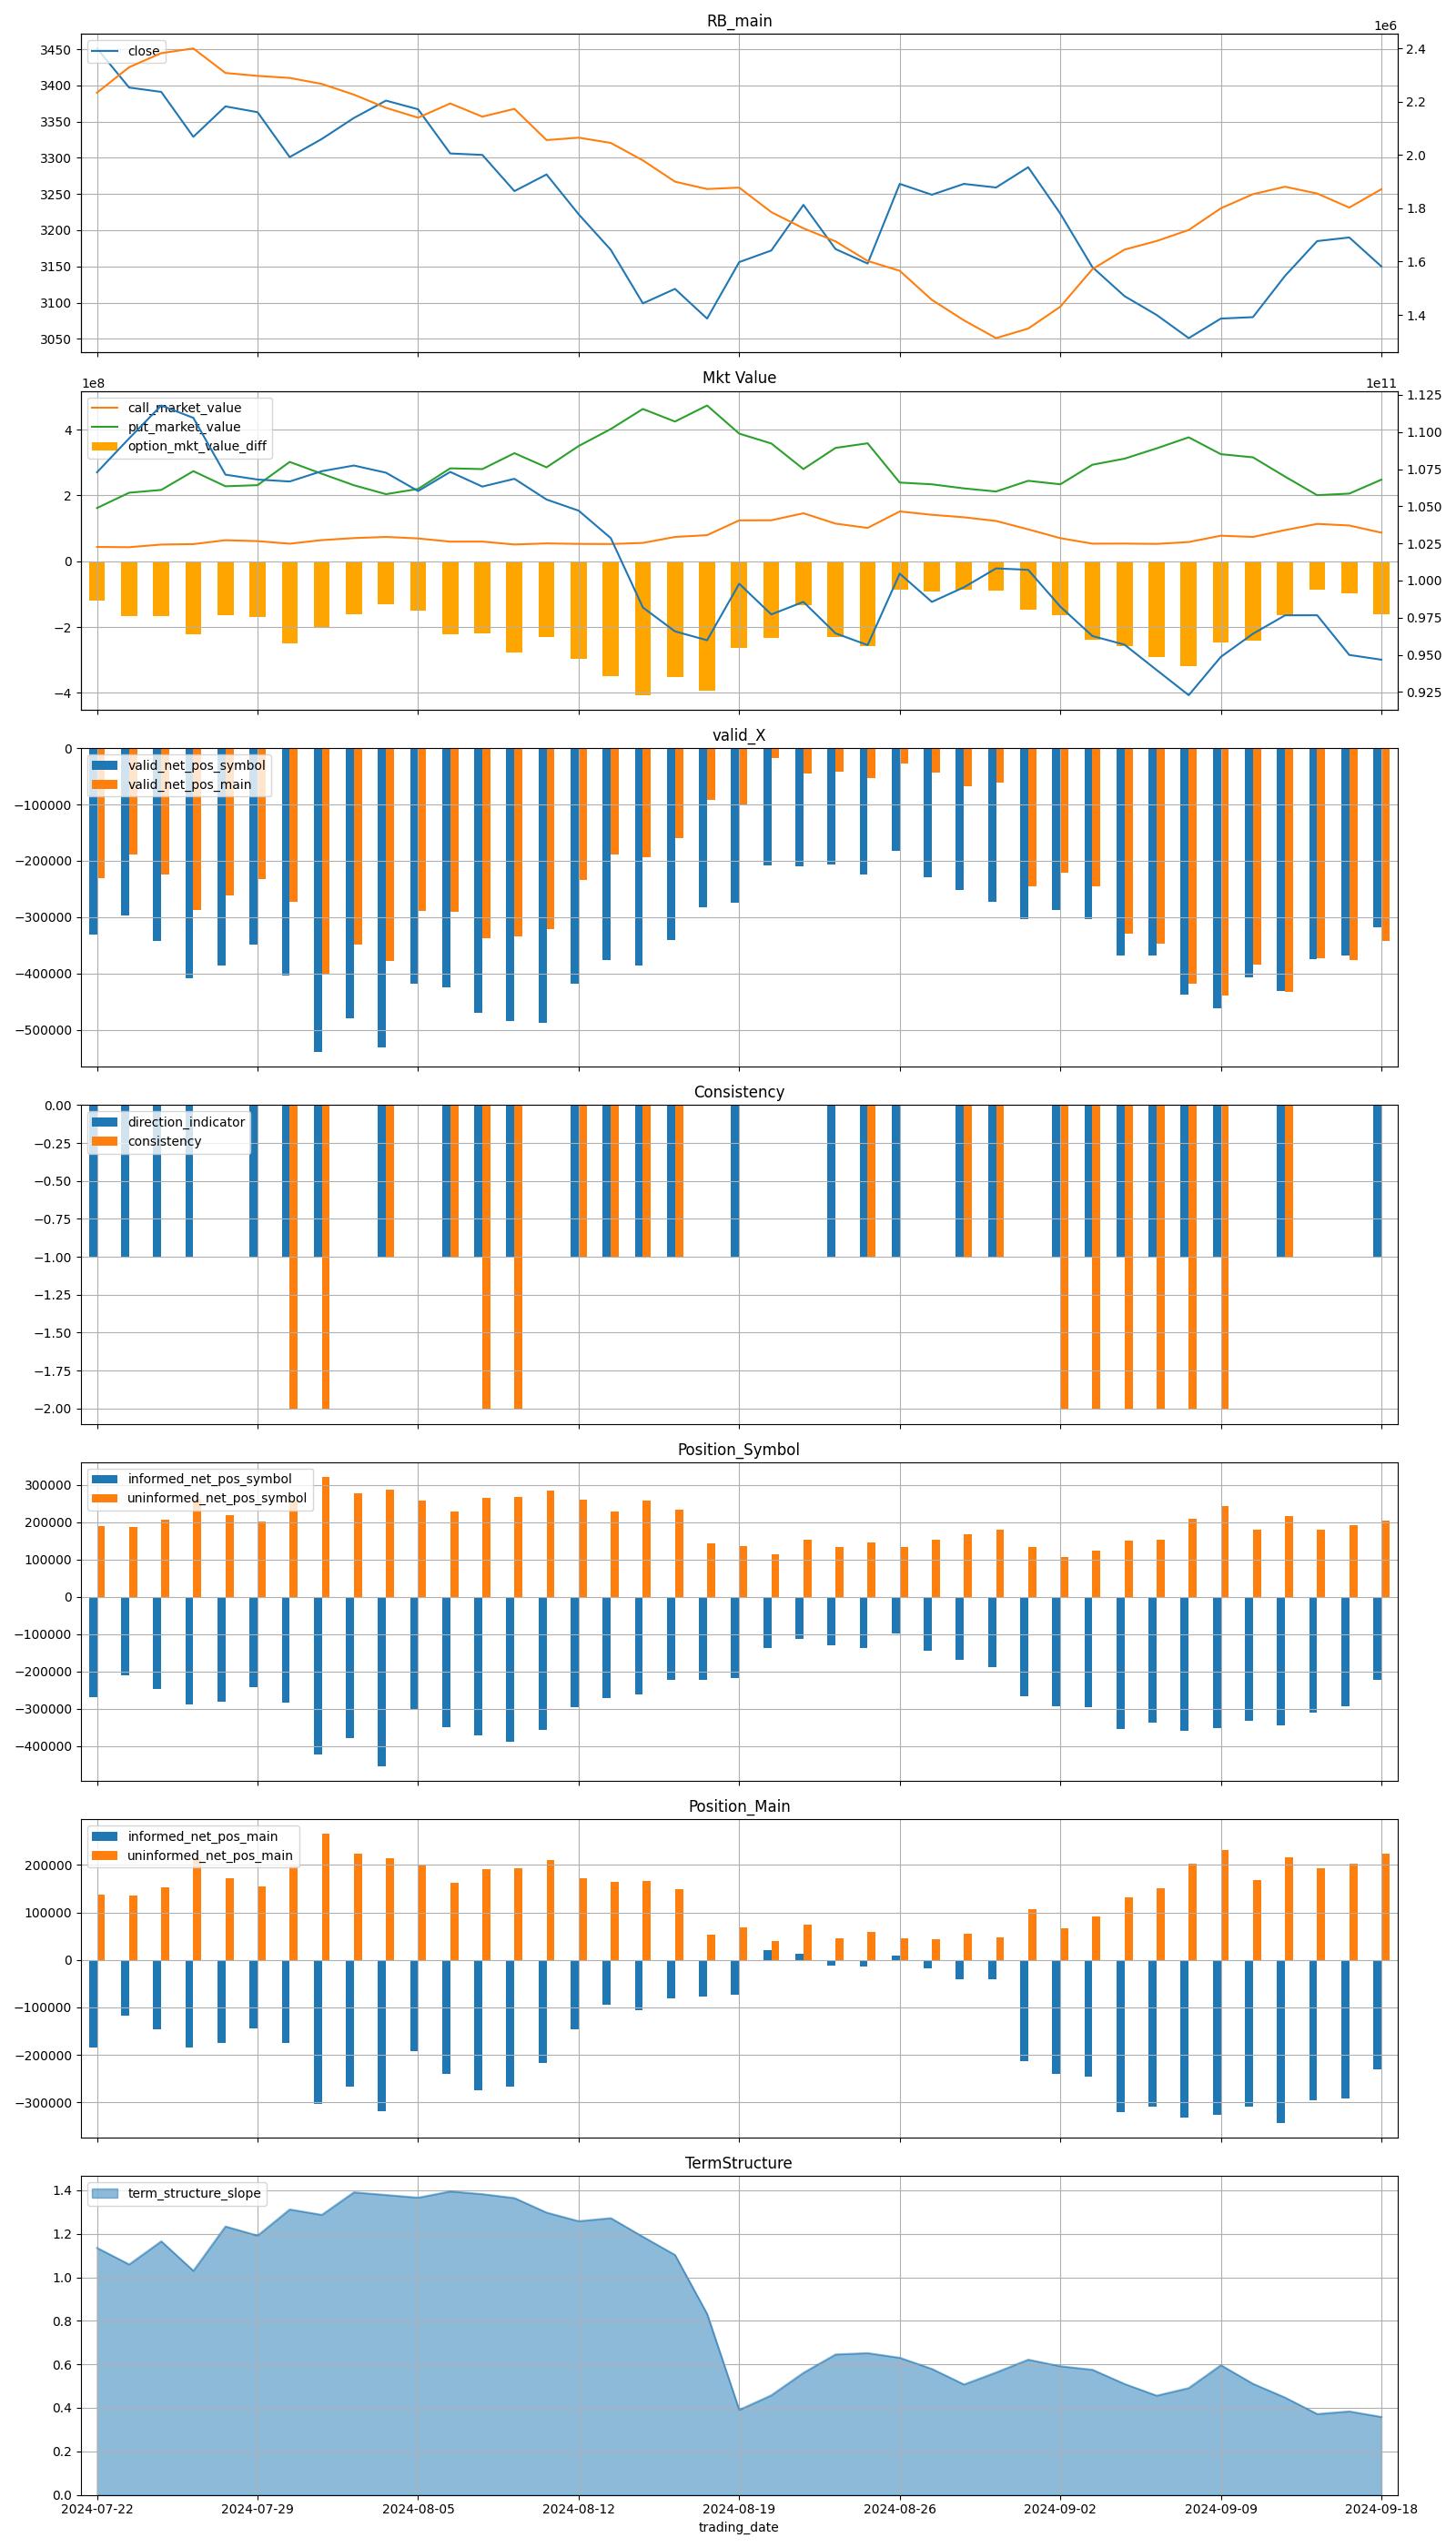 RB_main
1e6
close
3450
3400
3350
3300
3250
3200
3150
3100
3050
2.4
2.2
2.0
1.8
1.6
1.4
Mkt Value
1e8
1e11
call_market_value
put_market_value
option_mkt_value_diff
4
2
0
−2
−4
1.125
1.100
1.075
1.050
1.025
1.000
0.975
0.950
0.925
valid_X
valid_net_pos_symbol
valid_net_pos_main
0
−100000
−200000
−300000
−400000
−500000
Consistency
direction_indicator
consistency
0.00
−0.25
−0.50
−0.75
−1.00
−1.25
−1.50
−1.75
−2.00
Position_Symbol
informed_net_pos_symbol
uninformed_net_pos_symbol
300000
200000
100000
0
−100000
−200000
−300000
−400000
Position_Main
informed_net_pos_main
uninformed_net_pos_main
200000
100000
0
−100000
−200000
−300000
TermStructure
term_structure_slope
1.4
1.2
1.0
0.8
0.6
0.4
0.2
0.0
2024-07-22 2024-07-29 2024-08-05 2024-08-12 2024-08-19 2024-08-26 2024-09-02 2024-09-09 2024-09-18
trading_date